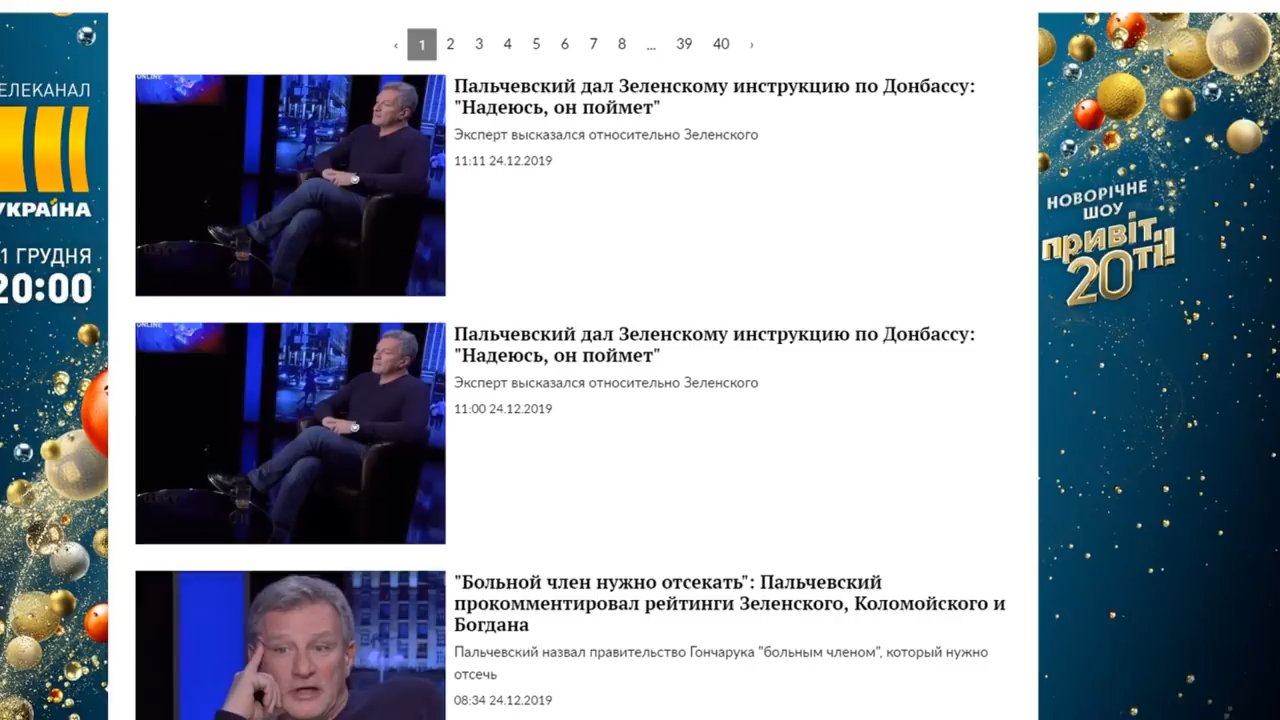 ‹ 1 2 3 4 5 6 7 8 ... 39 40 ›
ONLINE
Пальчевский дал Зеленскому инструкцию по Донбассу:
"Надеюсь, он поймет"
Эксперт высказался относительно Зеленского
11:11 24.12.2019
ONLINE
Пальчевский дал Зеленскому инструкцию по Донбассу:
"Надеюсь, он поймет"
Эксперт высказался относительно Зеленского
11:00 24.12.2019
"Больной член нужно отсекать": Пальчевский
прокомментировал рейтинги Зеленского, Коломойского и
Богдана
Пальчевский назвал правительство Гончарука "больным членом", который нужно
отсечь
08:34 24.12.2019
ЕЛЕКАНАЛ
УКРАЇНА
1 ГРУДНЯ
20:00
НОВОРІЧНЕ
ШОУ
привіт,
20ті!